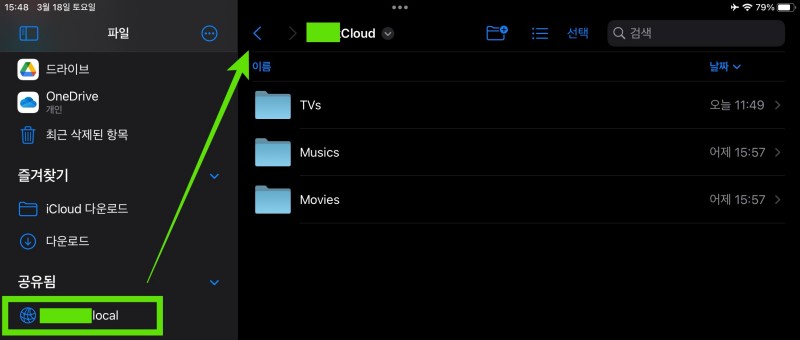 15:48 3월 18일 토요일
79%
파일
Cloud
선택
검색
드라이브
이름
날짜
OneDrive
개인
TVs
오늘 11:49
최근 삭제된 항목
Musics
어제 15:57
즐겨찾기
Movies
어제 15:57
iCloud 다운로드
다운로드
공유됨
local